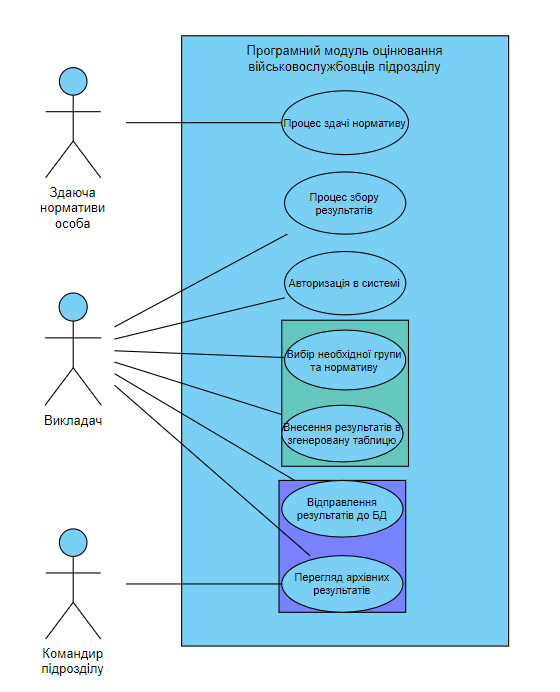 Програмний модуль оцінювання
військовослужбовців підрозділу
Процес здачі нормативу
Здаюча
нормативи
особа
Процес збору
результатів
Авторизація в системі
Вибір необхідної групи
та нормативу
Викладач
Внесення результатів в
згенеровану таблицю
Відправлення
результатів до БД
Перегляд архівних
результатів
Командир
підрозділу